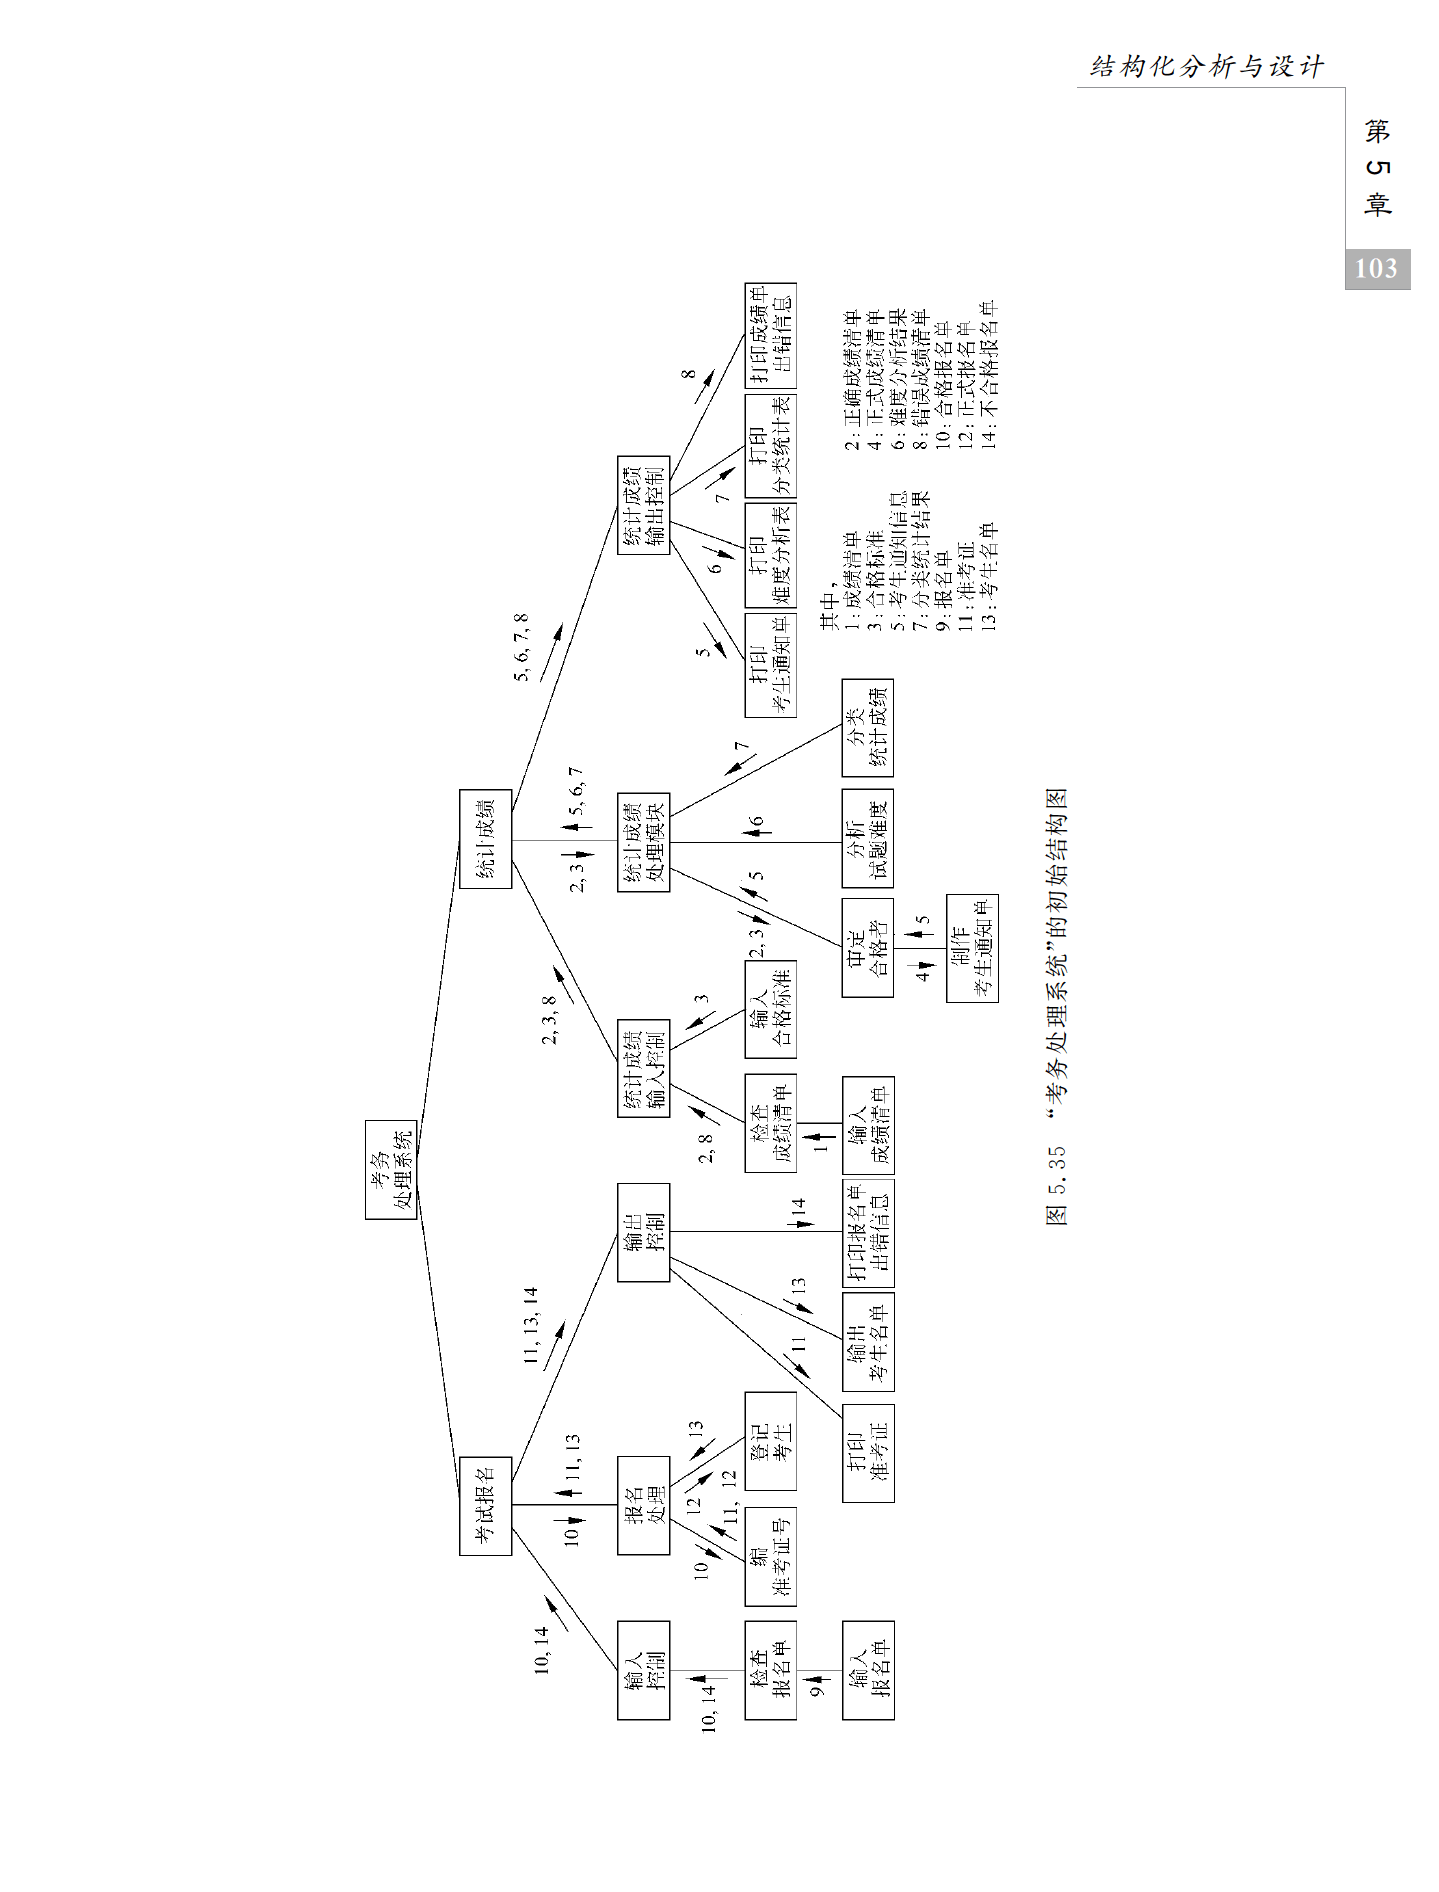 结构化分析与设计
第
5
章
103
考务
处理系统
考试报名
统计成绩
10, 14
10
11, 13
11, 13, 14
2, 3, 8
2, 3
5, 6, 7
5, 6, 7, 8
输入
控制
报名
处理
输出
控制
统计成绩
输入控制
统计成绩
处理模块
统计成绩
输出控制
10, 14
10
11, 12
12
13
2, 8
3
2, 3
5
6
7
5
6
7
8
检查
报名单
编
准考证号
登记
考生
检查
成绩清单
输入
合格标准
打印
考生通知单
打印
难度分析表
打印
分类统计表
打印成绩单
出错信息
9
11
13
14
1
输入
报名单
打印
准考证
输出
考生名单
打印报名单
出错信息
输入
成绩清单
审定
合格者
分析
试题难度
分类
统计成绩
4
5
制作
考生通知单
其中,
1: 成绩清单
2: 正确成绩清单
3: 合格标准
4: 正式成绩清单
5: 考生通知信息
6: 难度分析结果
7: 分类统计结果
8: 错误成绩清单
9: 报名单
10: 合格报名单
11: 准考证
12: 正式报名单
13: 考生名单
14: 不合格报名单
图 5.35 “考务处理系统”的初始结构图